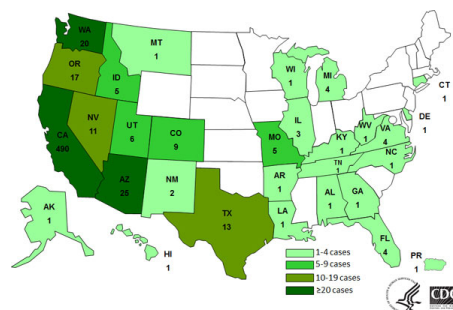 WA
20
MT
1
OR
17
ID
5
WI
1
MI
4
CT
1
NV
11
UT
6
CO
9
IL
3
DE
1
CA
490
MO
5
KY
1
WV
1
VA
4
AZ
25
NM
2
AR
1
TN
1
NC
1
TX
13
LA
1
AL
1
GA
1
AK
1
HI
1
FL
4
PR
1
1-4 cases
5-9 cases
10-19 cases
≥20 cases
CDC